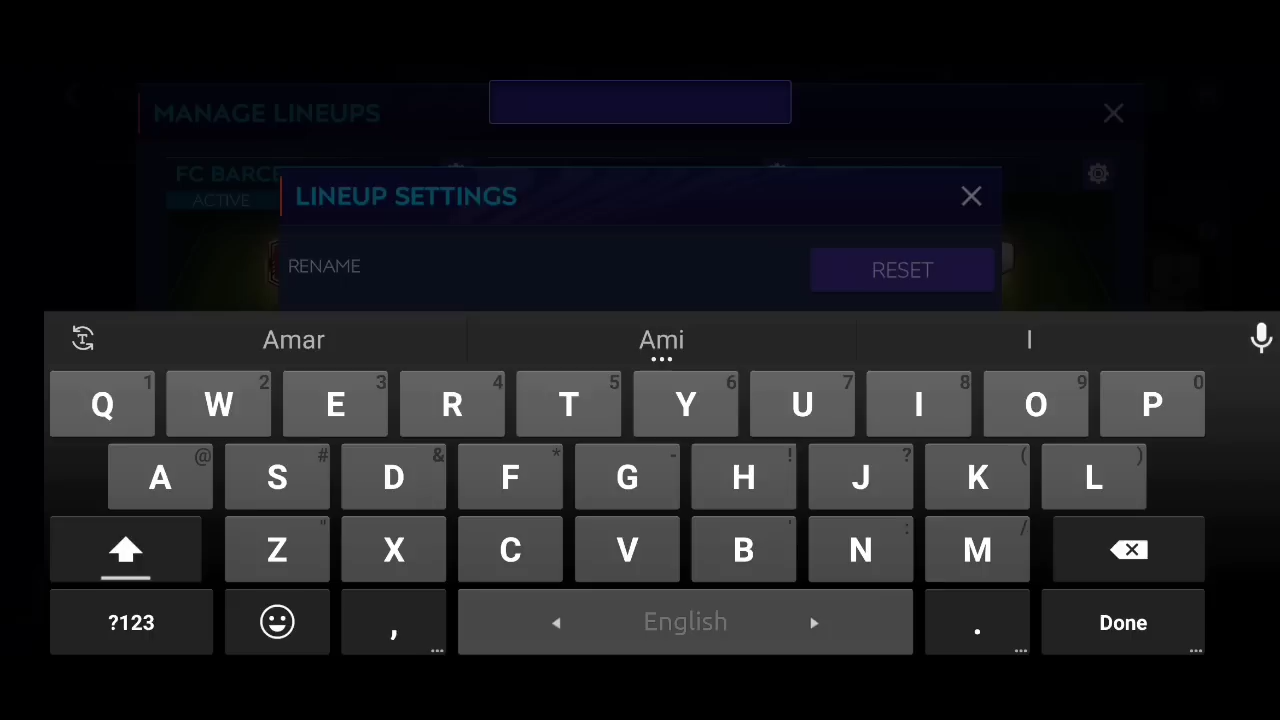 MANAGE LINEUPS
FC BARCE
ACTIVE
LINEUP SETTINGS
RENAME
RESET
Amar Ami I
Q 1 W 2 E 3 R 4 T 5 Y 6 U 7 I 8 O 9 P 0
A @ S # D & F * G - H ! J ? K ( L )
Z " X C V B ' N : M /
?123 , English . Done